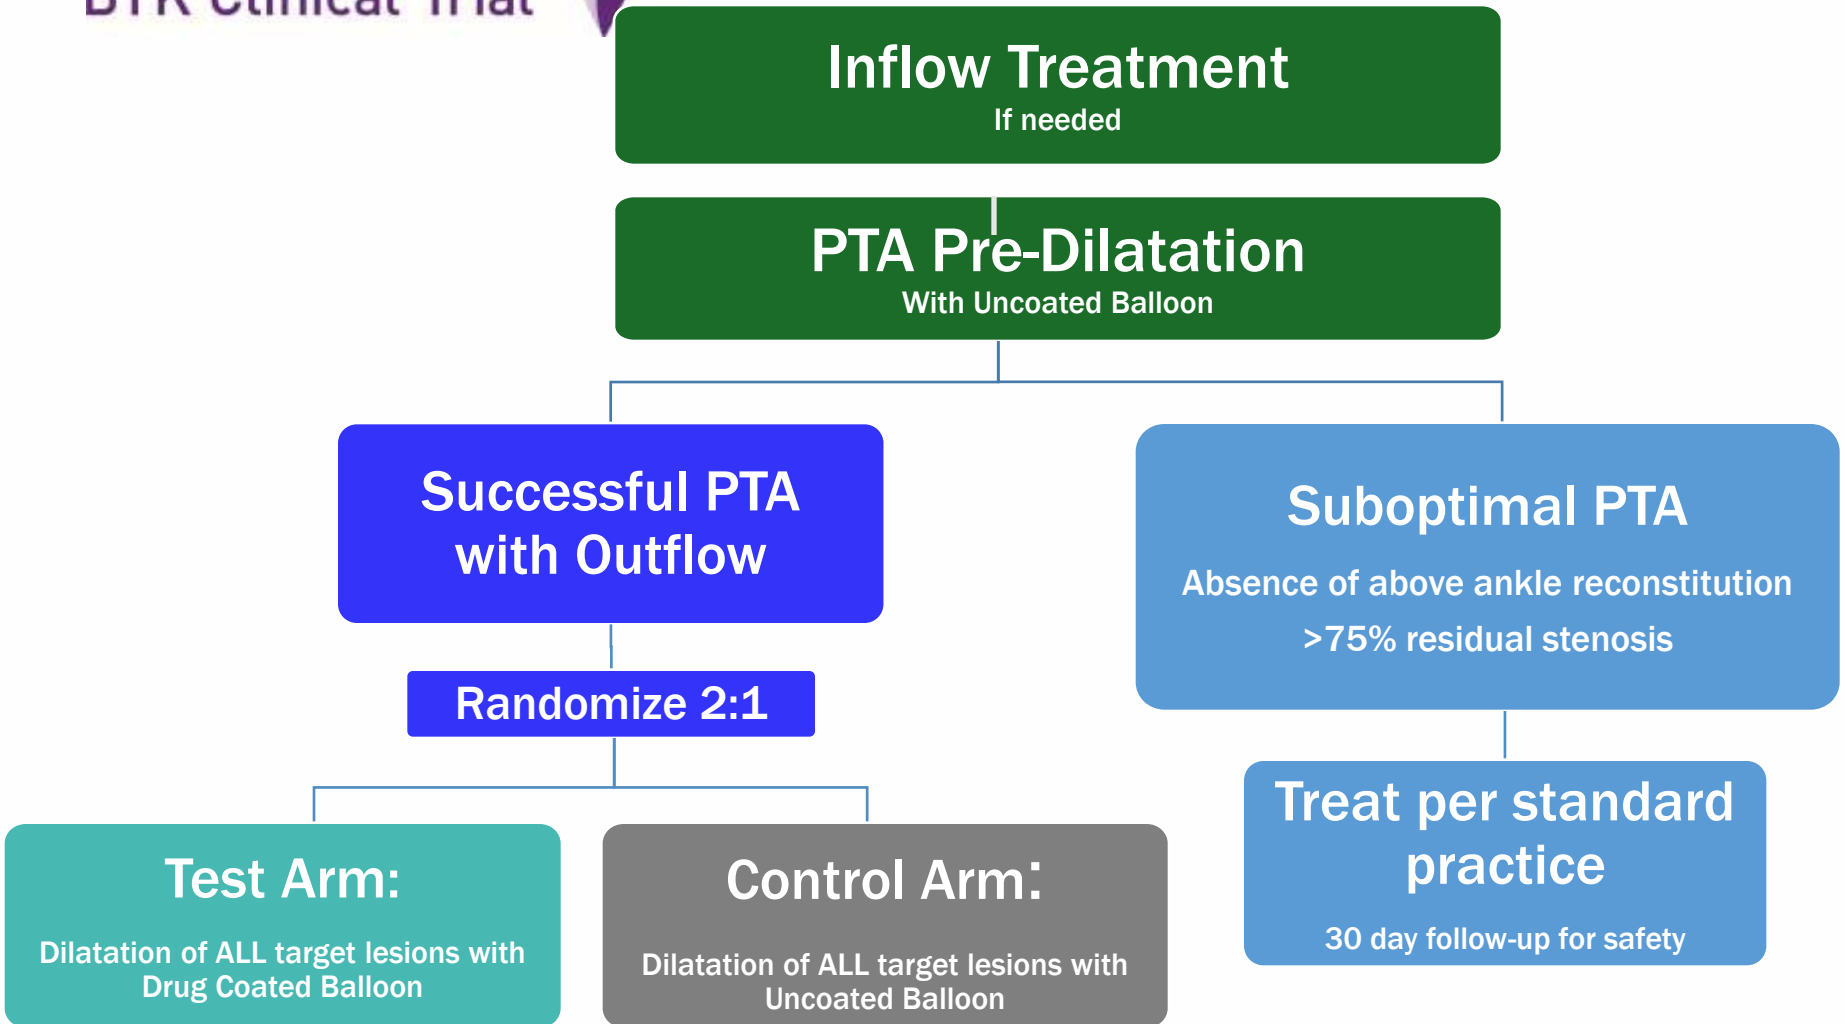 BTK Clinical Trial
Inflow Treatment
If needed
PTA Pre-Dilatation
With Uncoated Balloon
Successful PTA
with Outflow
Suboptimal PTA
Absence of above ankle reconstitution
>75% residual stenosis
Randomize 2:1
Treat per standard
practice
30 day follow-up for safety
Test Arm:
Dilatation of ALL target lesions with
Drug Coated Balloon
Control Arm:
Dilatation of ALL target lesions with
Uncoated Balloon